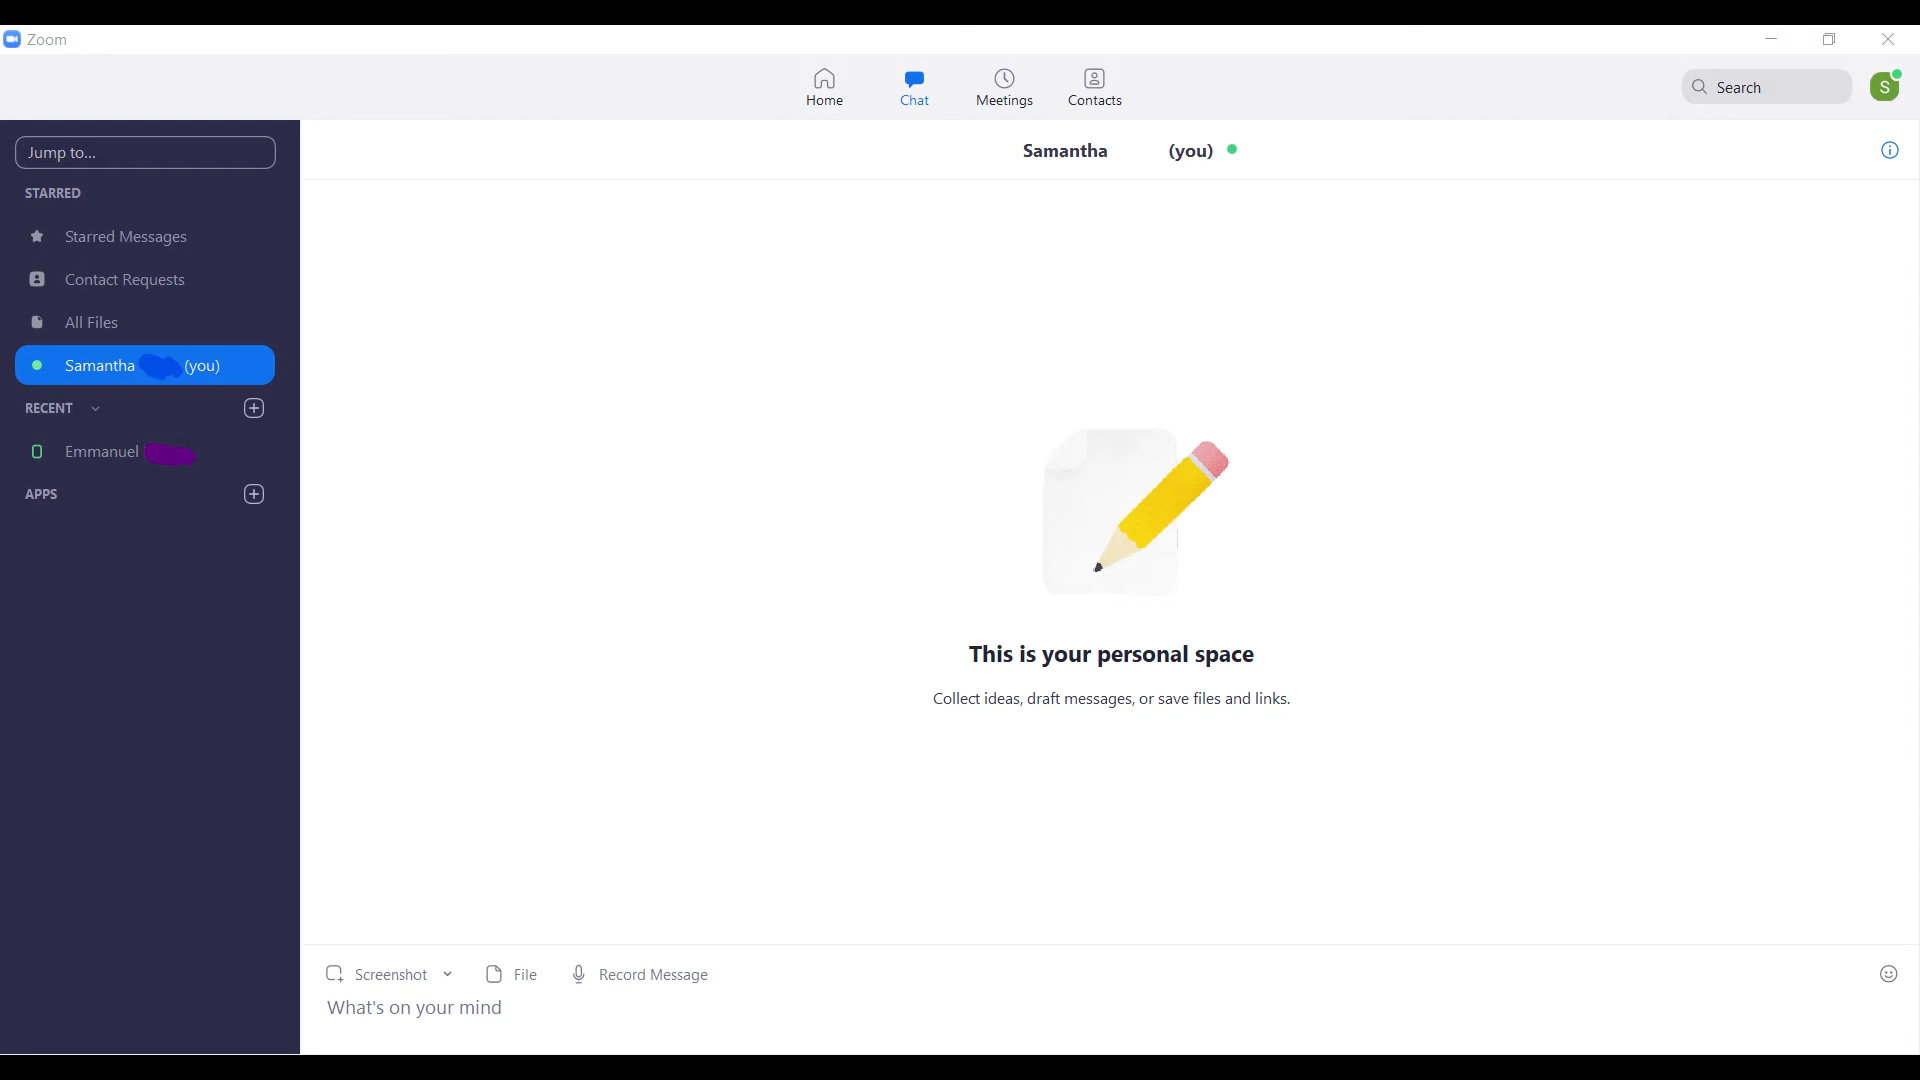 Zoom
Home
Chat
Meetings
Contacts
Search
S
Jump to...
STARRED
Starred Messages
Contact Requests
All Files
Samantha (you)
RECENT
Emmanuel
APPS
Samantha (you)
This is your personal space
Collect ideas, draft messages, or save files and links.
Screenshot
File
Record Message
What's on your mind